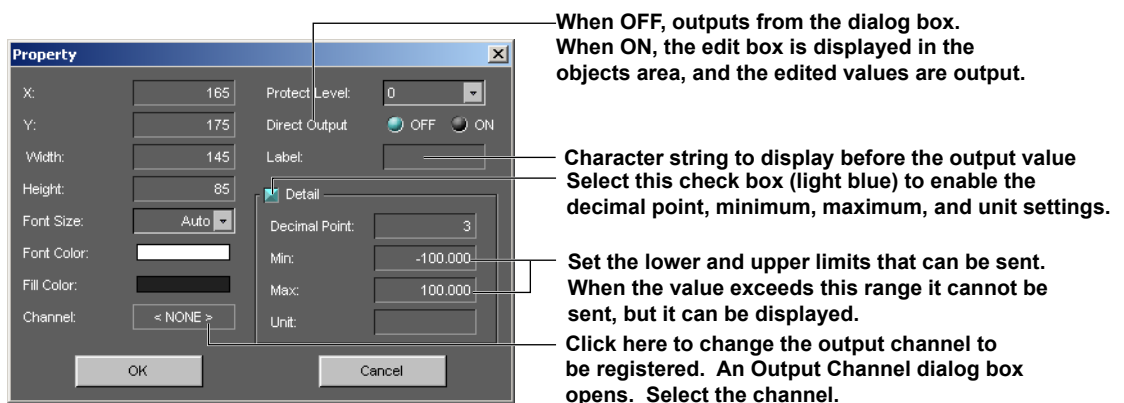 When OFF, outputs from the dialog box.
When ON, the edit box is displayed in the
objects area, and the edited values are output.
Property
X: 165
Protect Level: 0
Y: 175
Direct Output OFF ON
Width: 145
Label:
Character string to display before the output value
Height: 85
Detail
Select this check box (light blue) to enable the
decimal point, minimum, maximum, and unit settings.
Font Size: Auto
Decimal Point: 3
Font Color:
Min: -100.000
Set the lower and upper limits that can be sent.
When the value exceeds this range it cannot be
sent, but it can be displayed.
Fill Color:
Max: 100.000
Channel: < NONE >
Unit:
Click here to change the output channel to
be registered. An Output Channel dialog box
opens. Select the channel.
OK
Cancel